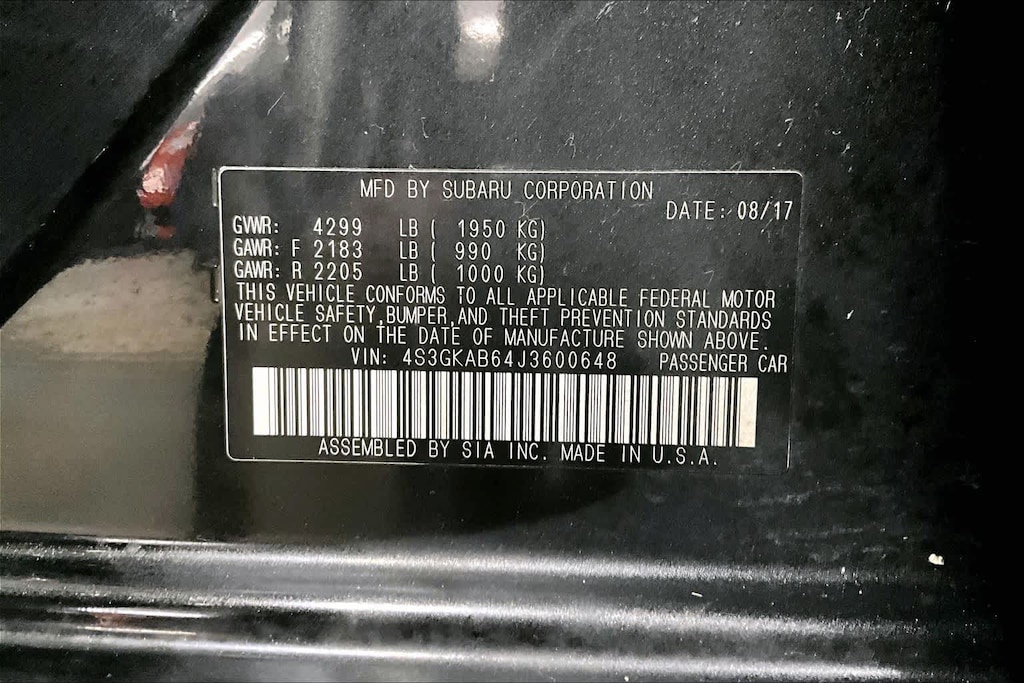 MFD BY SUBARU CORPORATION
DATE: 08/17
GVWR: 4299 LB ( 1950 KG)
GAWR: F 2183 LB ( 990 KG)
GAWR: R 2205 LB ( 1000 KG)
THIS VEHICLE CONFORMS TO ALL APPLICABLE FEDERAL MOTOR
VEHICLE SAFETY,BUMPER,AND THEFT PREVENTION STANDARDS
IN EFFECT ON THE DATE OF MANUFACTURE SHOWN ABOVE.
VIN: 4S3GKAB64J3600648 PASSENGER CAR
ASSEMBLED BY SIA INC. MADE IN U.S.A.